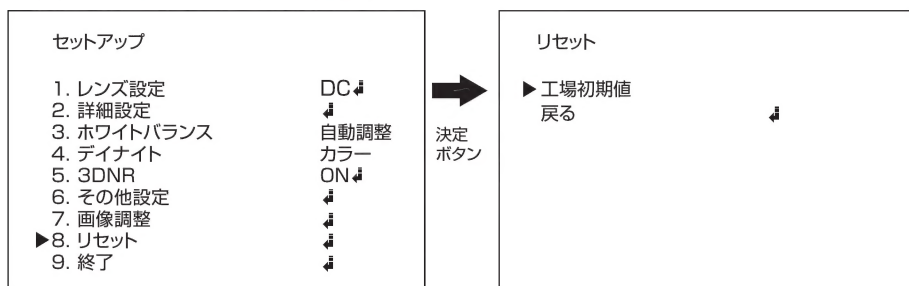 セットアップ
1. レンズ設定 DC↲
2. 詳細設定 ↲
3. ホワイトバランス 自動調整
4. デイナイト カラー
5. 3DNR ON↲
6. その他設定 ↲
7. 画像調整 ↲
▶8. リセット ↲
9. 終了 ↲
決定
ボタン
リセット
▶工場初期値
戻る ↲